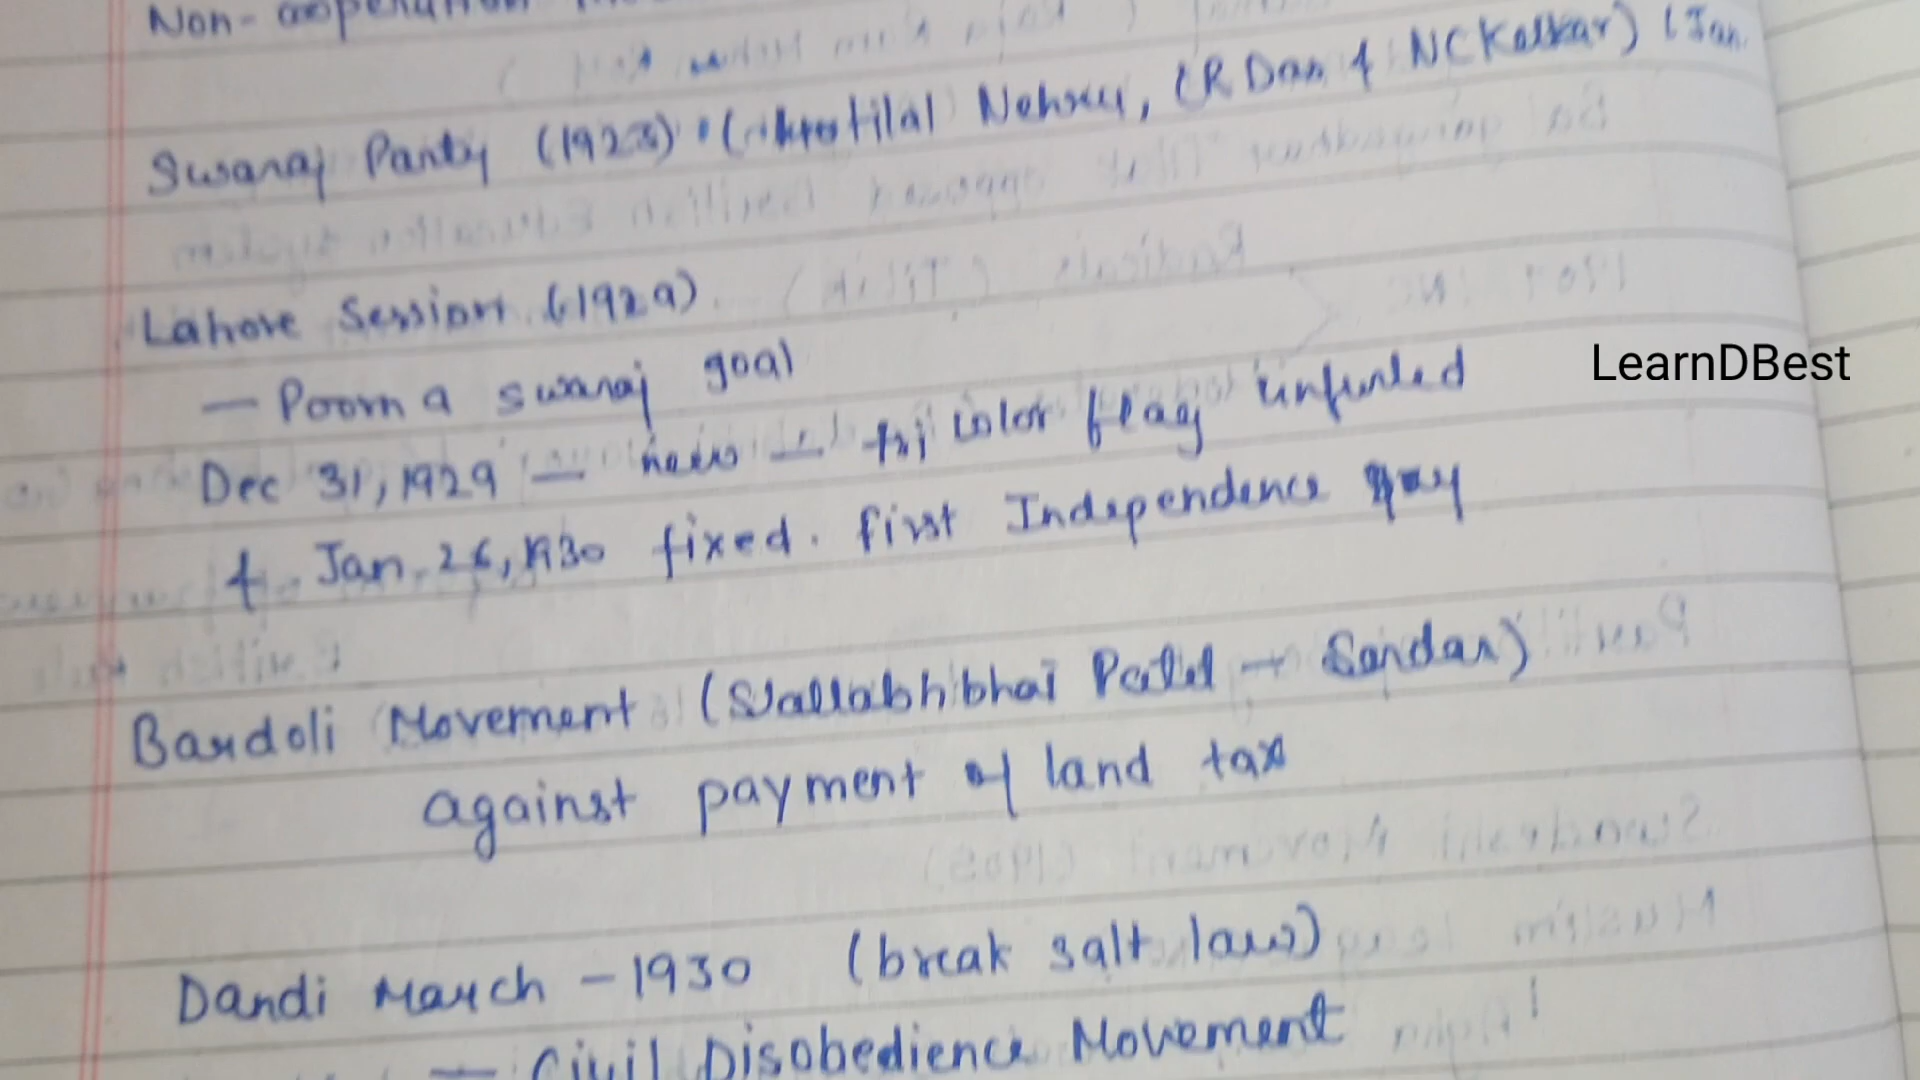 Non-cooperation
Swaraj Party (1923) (Motilal Nehru, CR Das & NC Kelkar) (Jan.
Lahore Session (1929)
— Poorna swaraj goal
Dec 31, 1929 — new — tri color flag unfurled
& Jan. 26, 1930 fixed. first Independence Day
LearnDBest
Bardoli Movement (Vallabhbhai Patel — Sardar)
against payment of land tax
Dandi March - 1930 (break salt law)
— Civil Disobedience Movement